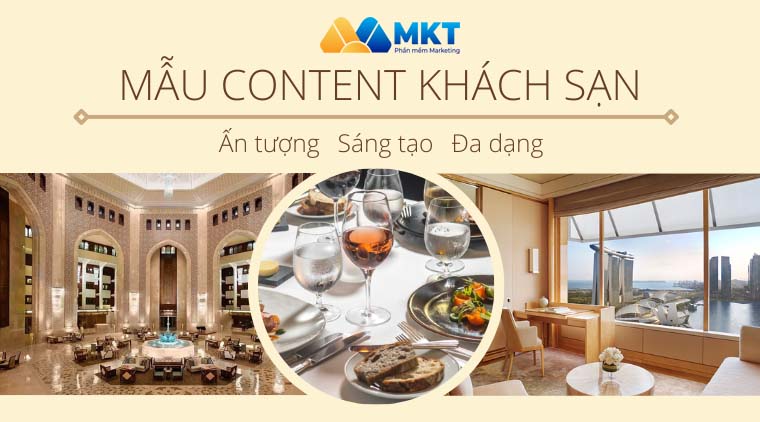 MKT
Phần mềm Marketing
MẪU CONTENT KHÁCH SẠN
Ấn tượng Sáng tạo Đa dạng